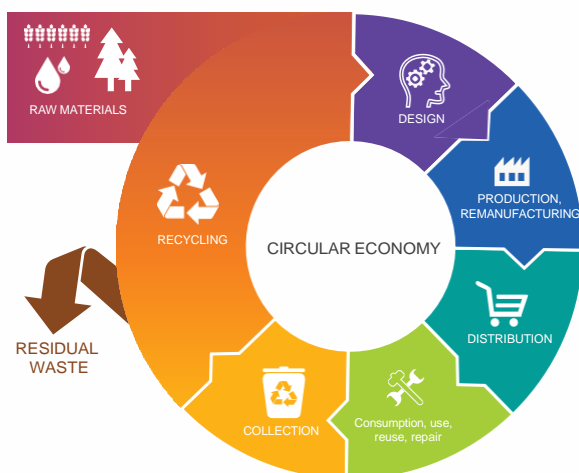 RAW MATERIALS
DESIGN
PRODUCTION,
REMANUFACTURING
RECYCLING
CIRCULAR ECONOMY
DISTRIBUTION
RESIDUAL
WASTE
COLLECTION
Consumption, use,
reuse, repair